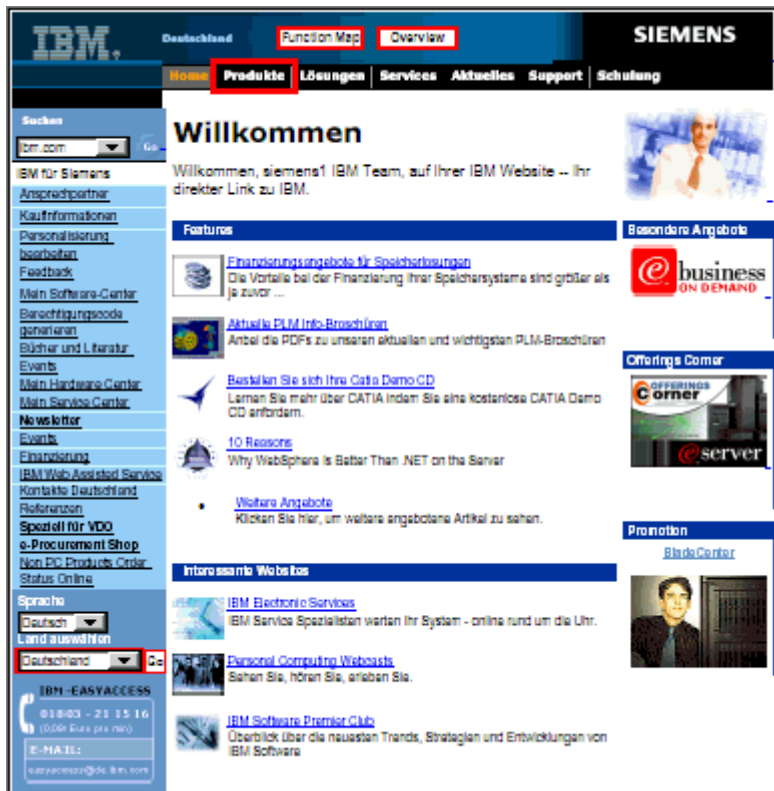 IBM.
Deutschland
Function Map
Overview
SIEMENS
Home Produkte Lösungen Services Aktuelles Support Schulung
Suchen
ibm.com
Go
IBM für Siemens
Ansprechpartner
Kaufinformationen
Personalisierung
bearbeiten
Feedback
Mein Software-Center
Berechtigungscode
generieren
Bücher und Literatur
Events
Mein Hardware Center
Mein Service Center
Newsletter
Events
Finanzierung
IBM Web Assisted Service
Kontakte Deutschland
Referenzen
Speziell für VDO
e-Procurement Shop
Non PC Products Order
Status Online
Sprache
Deutsch
Land auswählen
Deutschland
Go
IBM-EASYACCESS
01803 - 21 15 16
(0,09 Euro pro min)
E-MAIL:
easyaccess@de.ibm.com
Willkommen
Willkommen, siemens1 IBM Team, auf Ihrer IBM Website -- Ihr
direkter Link zu IBM.
Features
Finanzierungsangebote für Speicherlösungen
Die Vorteile bei der Finanzierung Ihrer Speichersysteme sind größer als
je zuvor ...
Aktuelle PLM Info-Broschüren
Anbei die PDFs zu unseren aktuellen und wichtigsten PLM-Broschüren
Bestellen Sie sich Ihre Catia Demo CD
Lernen Sie mehr über CATIA indem Sie eine kostenlose CATIA Demo
CD anfordern.
10 Reasons
Why WebSphere is Better Than .NET on the Server
Weitere Angebote
Klicken Sie hier, um weitere angebotene Artikel zu sehen.
Interessante Websites
IBM Electronic Services
IBM Service Spezialisten warten Ihr System - online rund um die Uhr.
Personal Computing Webcasts
Sehen Sie, hören Sie, erleben Sie.
IBM Software Premier Club
Überblick über die neuesten Trends, Strategien und Entwicklungen von
IBM Software
Besondere Angebote
e business
ON DEMAND
Offerings Corner
OFFERINGS
Corner
e server
Promotion
BladeCenter